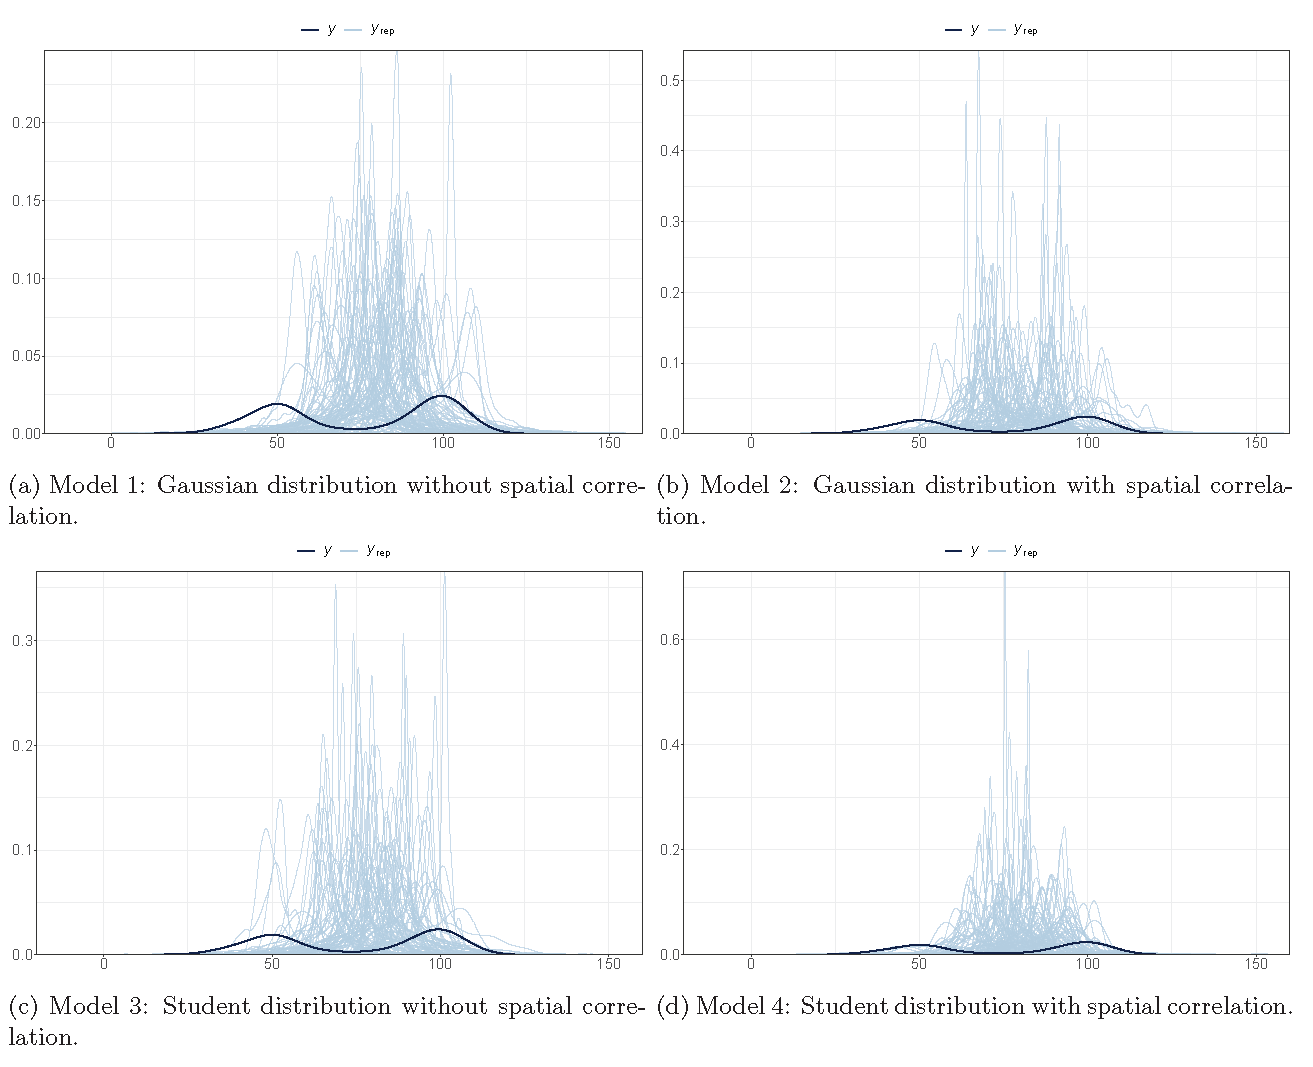 y yrep
y yrep
0.20
0.15
0.10
0.05
0.00
0 50 100 150
0.5
0.4
0.3
0.2
0.1
0.0
0 50 100 150
(a) Model 1: Gaussian distribution without spatial corre-
lation.
(b) Model 2: Gaussian distribution with spatial correla-
tion.
y yrep
y yrep
0.3
0.2
0.1
0.0
0 50 100 150
0.6
0.4
0.2
0.0
0 50 100 150
(c) Model 3: Student distribution without spatial corre-
lation.
(d) Model 4: Student distribution with spatial correlation.